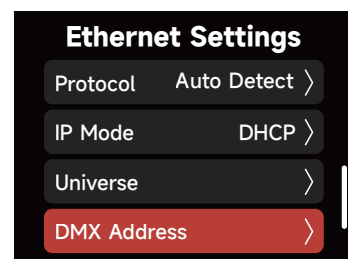 Ethernet Settings
Protocol Auto Detect
IP Mode DHCP
Universe
DMX Address